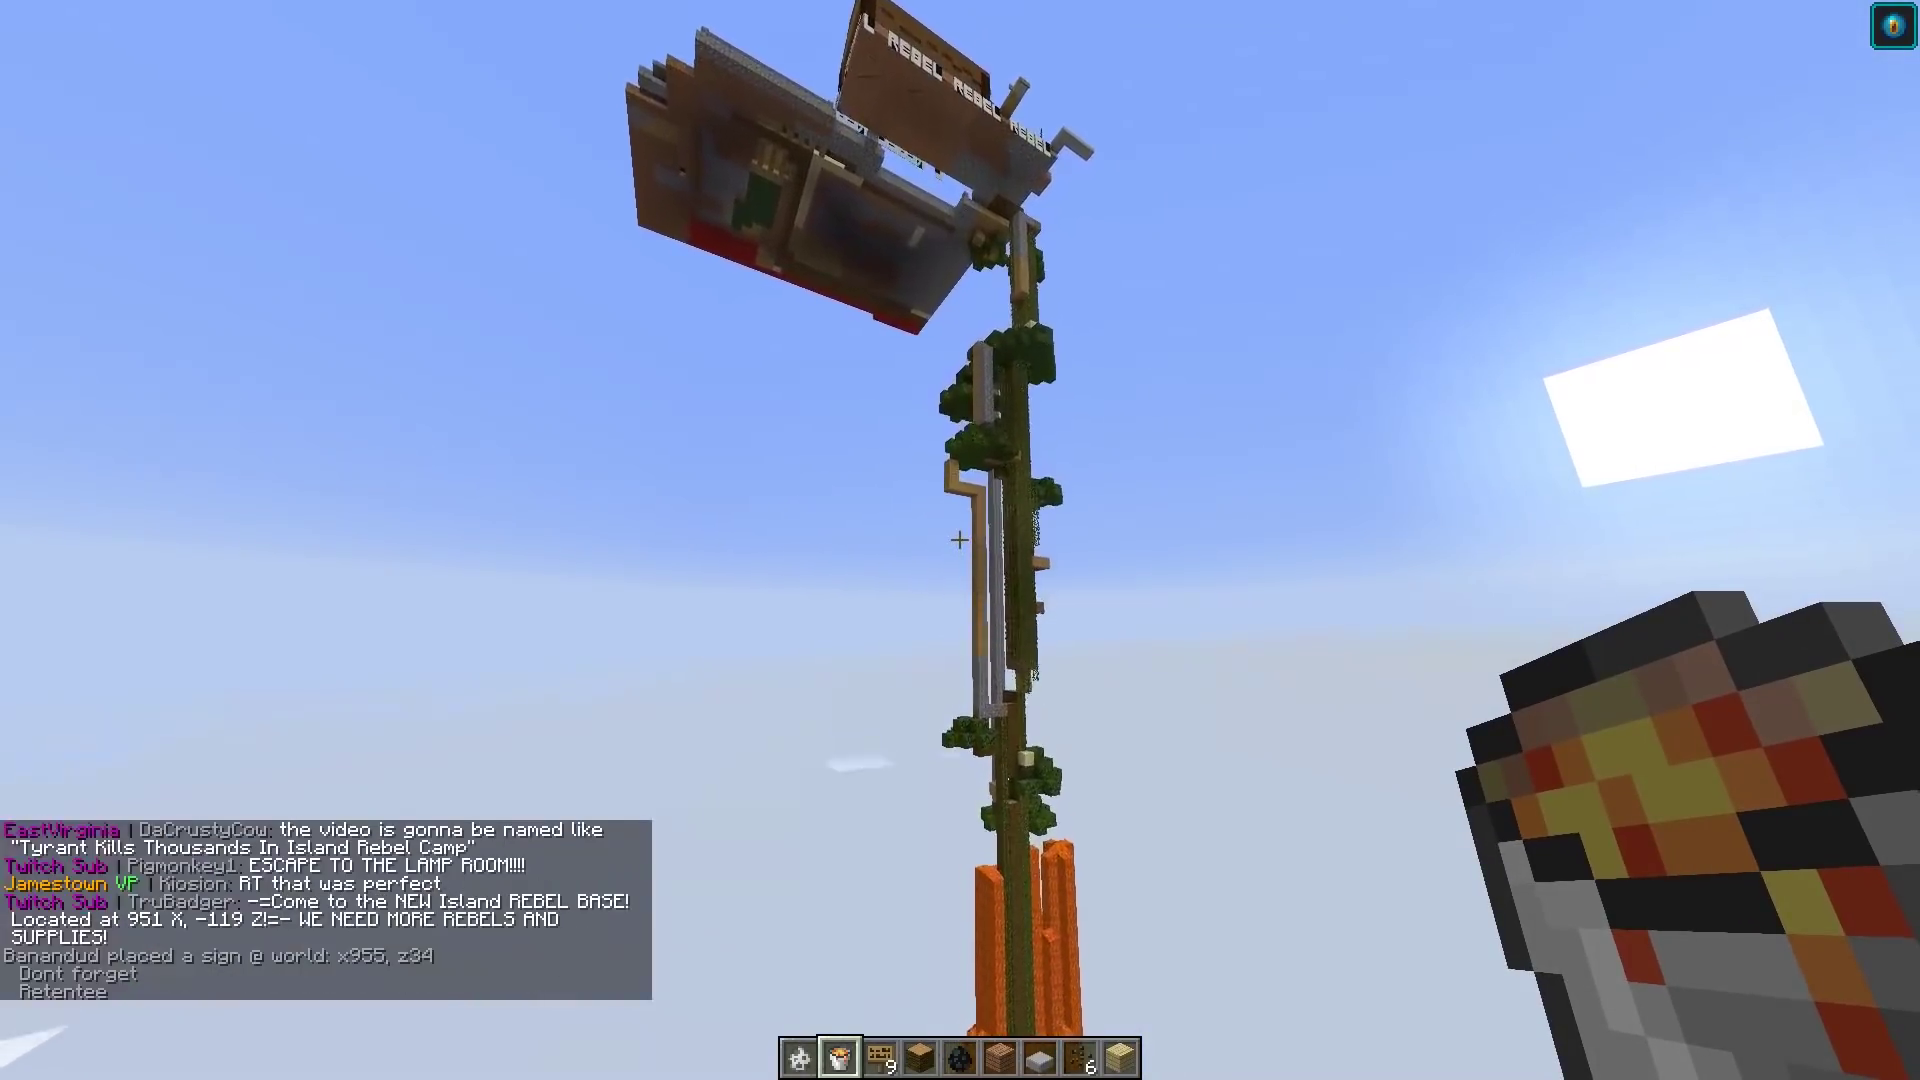 L REBEL REBEL REBEL
EastVirginia | DaCrustyCow: the video is gonna be named like
"Tyrant Kills Thousands In Island Rebel Camp"
Twitch Sub | Pigmonkey1: ESCAPE TO THE LAMP ROOM!!!!
Jamestown VP | Kiosion: RT that was perfect
Twitch Sub | TruBadger: -=Come to the NEW Island REBEL BASE!
Located at 951 X, -119 Z!=- WE NEED MORE REBELS AND
SUPPLIES!
Banandud placed a sign @ world: x955, z34
Dont forget
Retentee
9
6